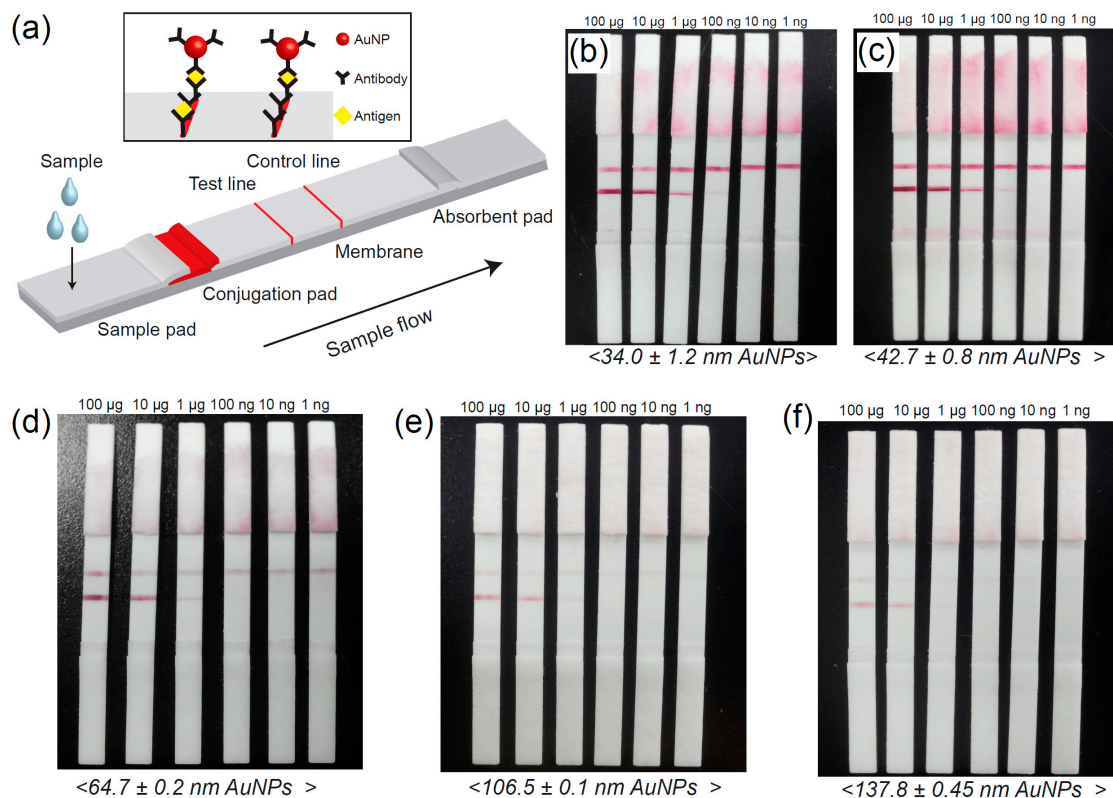 (a)
AuNP
Antibody
Antigen
Sample
Control line
Test line
Absorbent pad
Membrane
Conjugation pad
Sample pad
Sample flow
(b)
100 μg 10 μg 1 μg 100 ng 10 ng 1 ng
<34.0 ± 1.2 nm AuNPs>
(c)
100 μg 10 μg 1 μg 100 ng 10 ng 1 ng
<42.7 ± 0.8 nm AuNPs >
(d)
100 μg 10 μg 1 μg 100 ng 10 ng 1 ng
<64.7 ± 0.2 nm AuNPs >
(e)
100 μg 10 μg 1 μg 100 ng 10 ng 1 ng
<106.5 ± 0.1 nm AuNPs >
(f)
100 μg 10 μg 1 μg 100 ng 10 ng 1 ng
<137.8 ± 0.45 nm AuNPs >